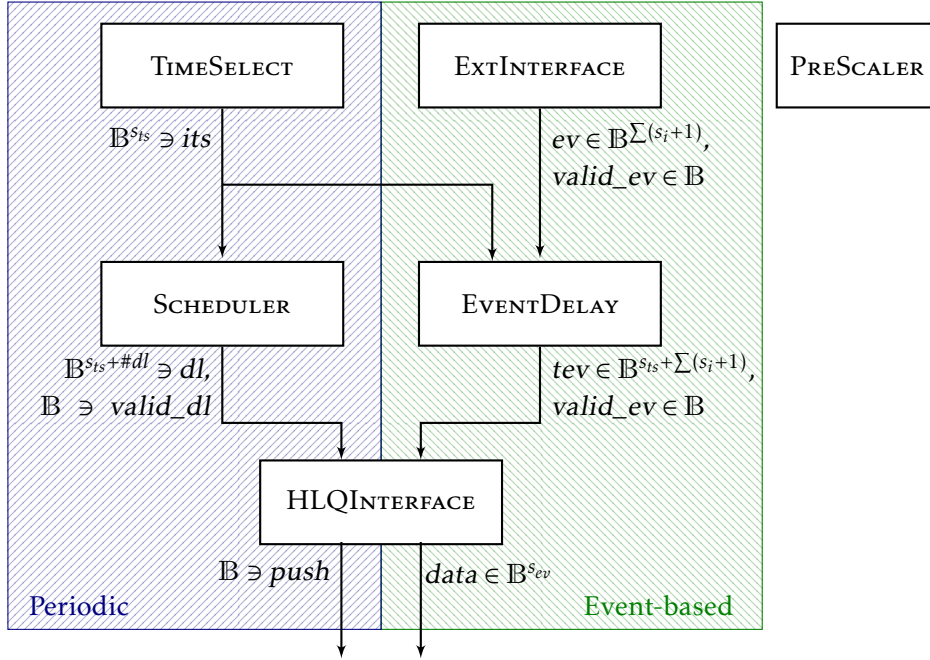 TimeSelect
ExtInterface
PreScaler
𝔹^{s_{ts}} ∋ its
ev ∈ 𝔹^{∑(s_i+1)},
valid_ev ∈ 𝔹
Scheduler
EventDelay
𝔹^{s_{ts}+#dl} ∋ dl,
𝔹 ∋ valid_dl
tev ∈ 𝔹^{s_{ts}+∑(s_i+1)},
valid_ev ∈ 𝔹
HLQInterface
𝔹 ∋ push
data ∈ 𝔹^{s_{ev}}
Periodic
Event-based